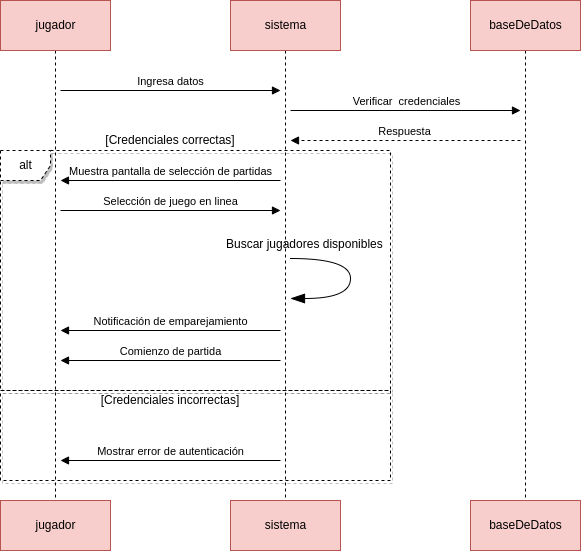 jugador
sistema
baseDeDatos
Ingresa datos
Verificar  credenciales
Respuesta
[Credenciales correctas]
alt
Muestra pantalla de selección de partidas
Selección de juego en linea
Buscar jugadores disponibles
Notificación de emparejamiento
Comienzo de partida
[Credenciales incorrectas]
Mostrar error de autenticación
jugador
sistema
baseDeDatos